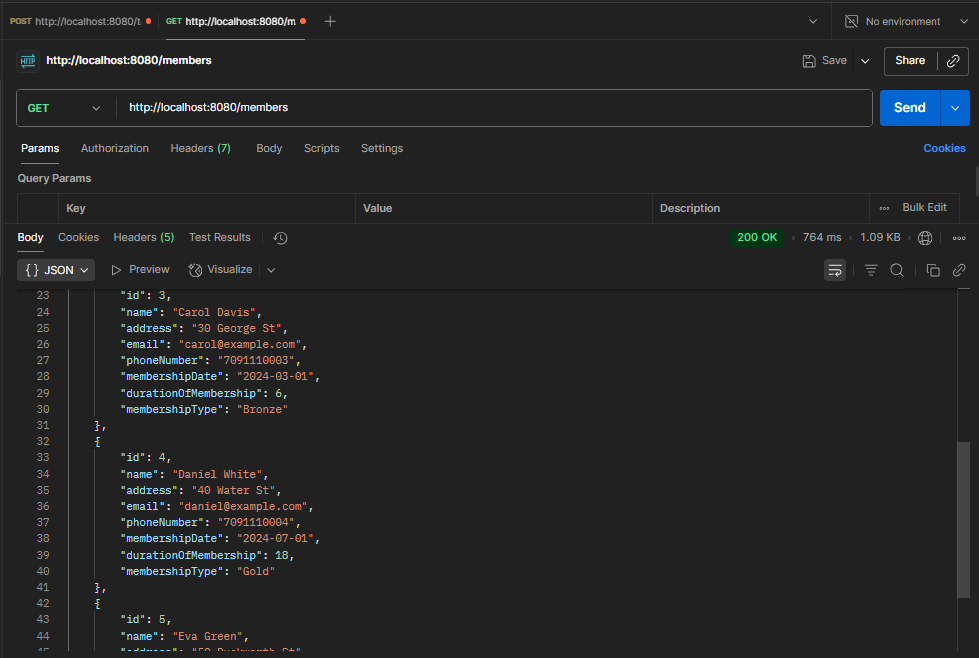 POST http://localhost:8080/t
GET http://localhost:8080/m
No environment
HTTP http://localhost:8080/members
Save
Share
GET http://localhost:8080/members
Send
Params Authorization Headers (7) Body Scripts Settings
Cookies
Query Params
Key Value Description Bulk Edit
Body Cookies Headers (5) Test Results
200 OK 764 ms 1.09 KB
{ } JSON Preview Visualize
23 "id": 3,
24 "name": "Carol Davis",
25 "address": "30 George St",
26 "email": "carol@example.com",
27 "phoneNumber": "7091110003",
28 "membershipDate": "2024-03-01",
29 "durationOfMembership": 6,
30 "membershipType": "Bronze"
31 },
32 {
33 "id": 4,
34 "name": "Daniel White",
35 "address": "40 Water St",
36 "email": "daniel@example.com",
37 "phoneNumber": "7091110004",
38 "membershipDate": "2024-07-01",
39 "durationOfMembership": 18,
40 "membershipType": "Gold"
41 },
42 {
43 "id": 5,
44 "name": "Eva Green",
45 "address": "50